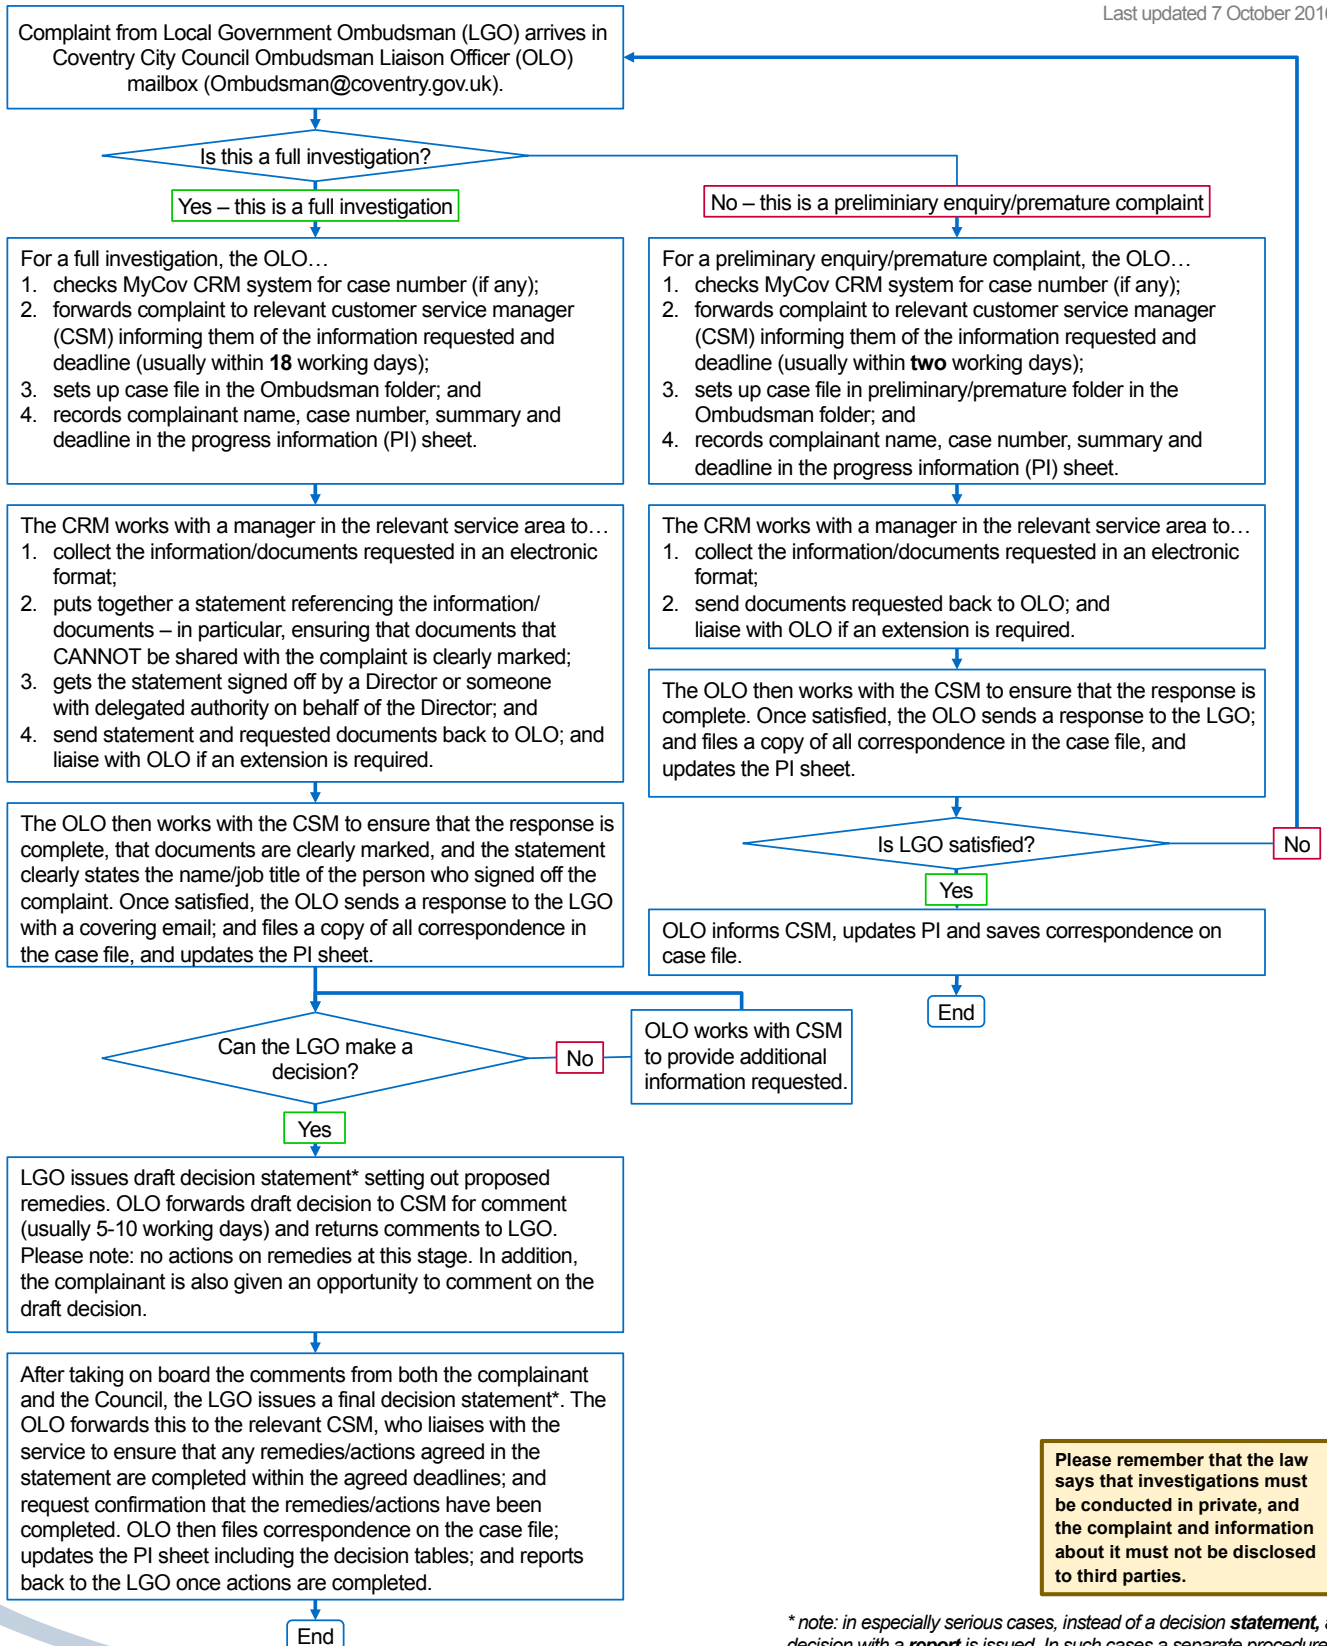 Last updated 7 October 2016
Complaint from Local Government Ombudsman (LGO) arrives in
Coventry City Council Ombudsman Liaison Officer (OLO)
mailbox (Ombudsman@coventry.gov.uk).
Is this a full investigation?
Yes – this is a full investigation
No – this is a preliminiary enquiry/premature complaint
For a full investigation, the OLO…
1. checks MyCov CRM system for case number (if any);
2. forwards complaint to relevant customer service manager
(CSM) informing them of the information requested and
deadline (usually within 18 working days);
3. sets up case file in the Ombudsman folder; and
4. records complainant name, case number, summary and
deadline in the progress information (PI) sheet.
For a preliminary enquiry/premature complaint, the OLO…
1. checks MyCov CRM system for case number (if any);
2. forwards complaint to relevant customer service manager
(CSM) informing them of the information requested and
deadline (usually within two working days);
3. sets up case file in preliminary/premature folder in the
Ombudsman folder; and
4. records complainant name, case number, summary and
deadline in the progress information (PI) sheet.
The CRM works with a manager in the relevant service area to…
1. collect the information/documents requested in an electronic
format;
2. puts together a statement referencing the information/
documents – in particular, ensuring that documents that
CANNOT be shared with the complaint is clearly marked;
3. gets the statement signed off by a Director or someone
with delegated authority on behalf of the Director; and
4. send statement and requested documents back to OLO; and
liaise with OLO if an extension is required.
The CRM works with a manager in the relevant service area to…
1. collect the information/documents requested in an electronic
format;
2. send documents requested back to OLO; and
liaise with OLO if an extension is required.
The OLO then works with the CSM to ensure that the response is
complete. Once satisfied, the OLO sends a response to the LGO;
and files a copy of all correspondence in the case file, and
updates the PI sheet.
The OLO then works with the CSM to ensure that the response is
complete, that documents are clearly marked, and the statement
clearly states the name/job title of the person who signed off the
complaint. Once satisfied, the OLO sends a response to the LGO
with a covering email; and files a copy of all correspondence in
the case file, and updates the PI sheet.
Is LGO satisfied?
No
Yes
OLO informs CSM, updates PI and saves correspondence on
case file.
End
Can the LGO make a
decision?
No
OLO works with CSM
to provide additional
information requested.
Yes
LGO issues draft decision statement* setting out proposed
remedies. OLO forwards draft decision to CSM for comment
(usually 5-10 working days) and returns comments to LGO.
Please note: no actions on remedies at this stage. In addition,
the complainant is also given an opportunity to comment on the
draft decision.
After taking on board the comments from both the complainant
and the Council, the LGO issues a final decision statement*. The
OLO forwards this to the relevant CSM, who liaises with the
service to ensure that any remedies/actions agreed in the
statement are completed within the agreed deadlines; and
request confirmation that the remedies/actions have been
completed. OLO then files correspondence on the case file;
updates the PI sheet including the decision tables; and reports
back to the LGO once actions are completed.
End
Please remember that the law
says that investigations must
be conducted in private, and
the complaint and information
about it must not be disclosed
to third parties.
* note: in especially serious cases, instead of a decision statement, a
decision with a report is issued. In such cases a separate procedure